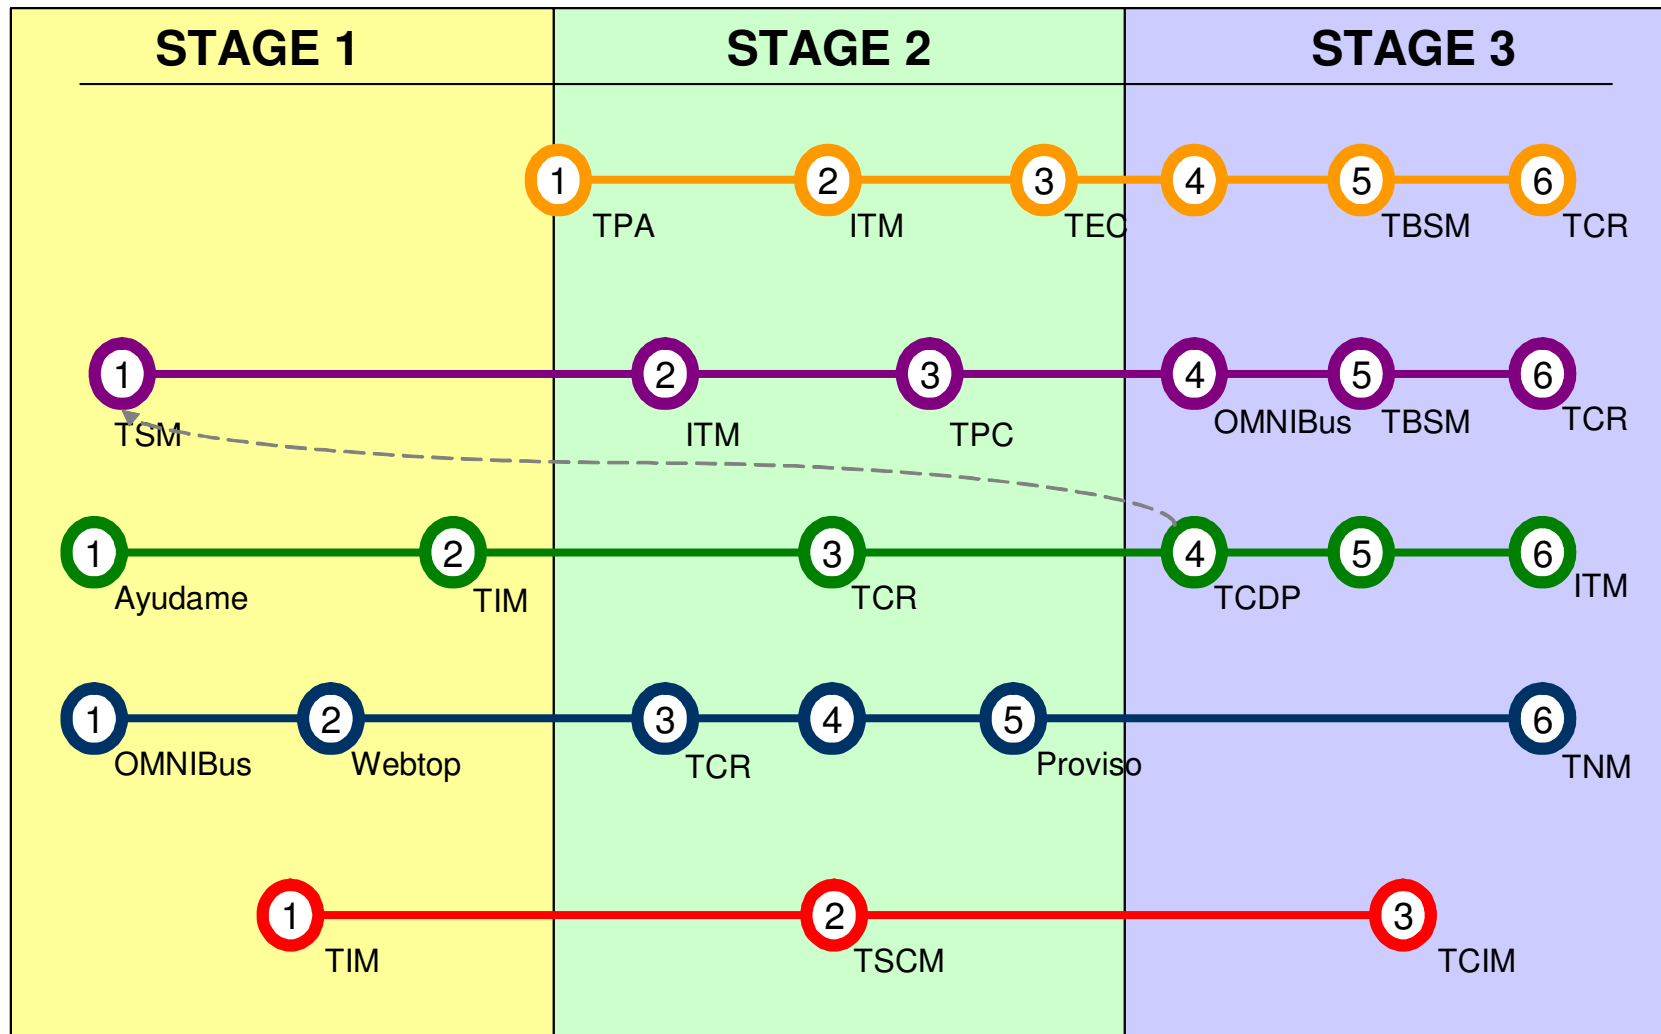 STAGE 1 STAGE 2 STAGE 3
1 2 3 4 5 6
TPA ITM TEC TBSM TCR
1 2 3 4 5 6
TSM ITM TPC OMNIBus TBSM TCR
1 2 3 4 5 6
Ayudame TIM TCR TCDP ITM
1 2 3 4 5 6
OMNIBus Webtop TCR Proviso TNM
1 2 3
TIM TSCM TCIM